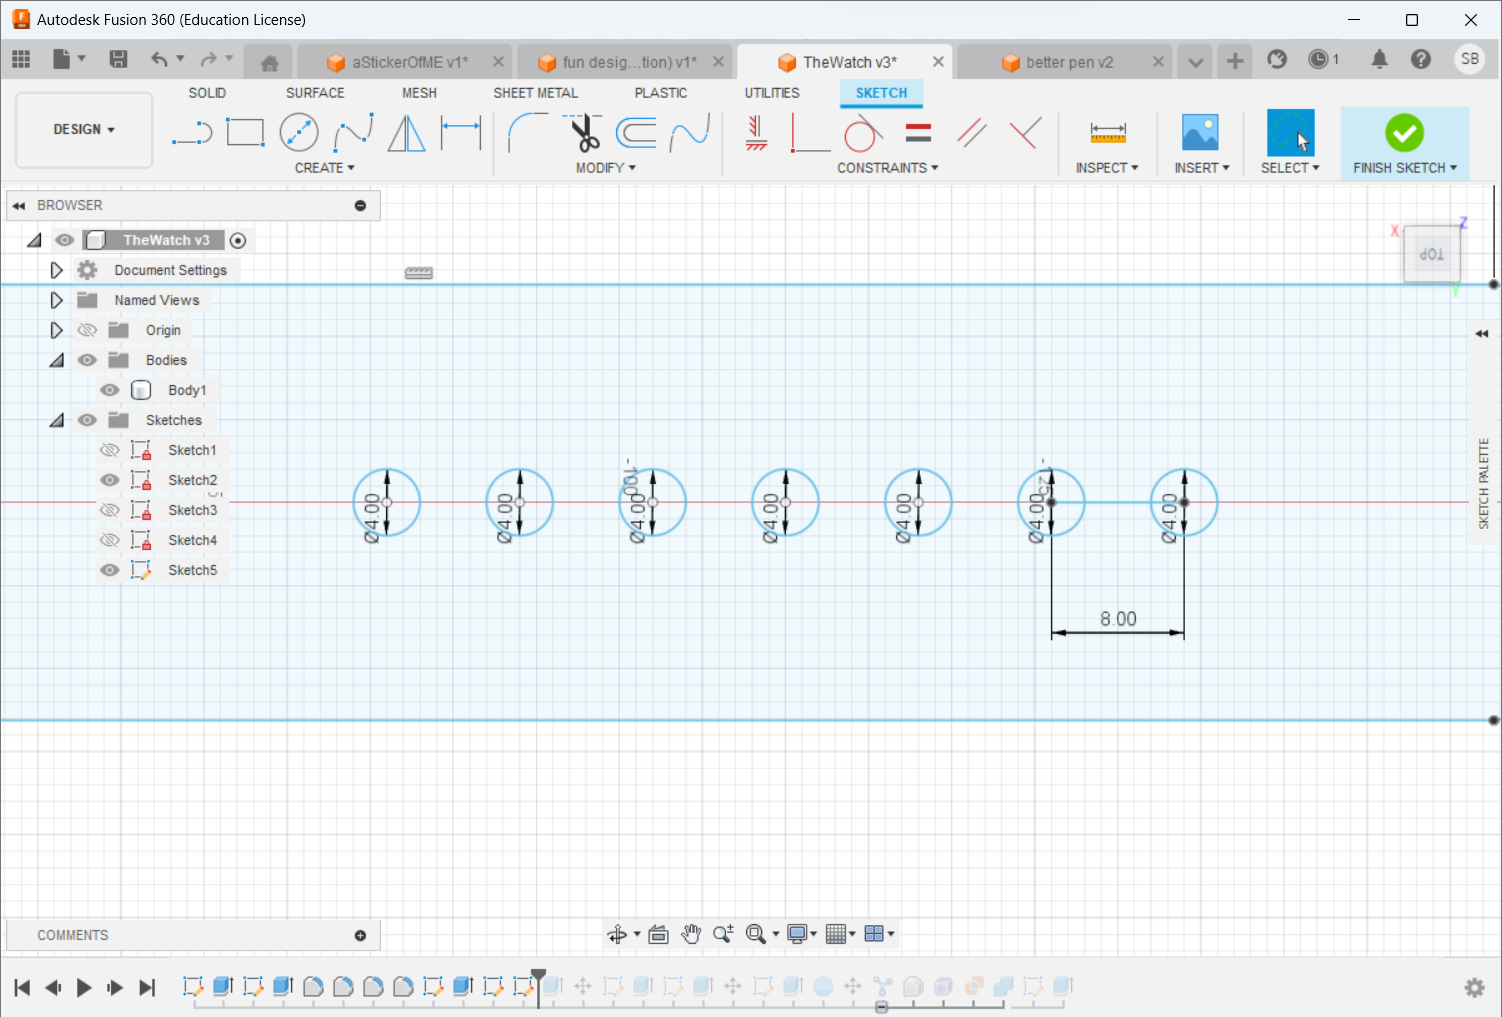 Autodesk Fusion 360 (Education License)
aStickerOfME v1*
fun desig...tion) v1*
TheWatch v3*
better pen v2
1
SB
DESIGN
SOLID
SURFACE
MESH
SHEET METAL
PLASTIC
UTILITIES
SKETCH
CREATE
MODIFY
CONSTRAINTS
INSPECT
INSERT
SELECT
FINISH SKETCH
BROWSER
TheWatch v3
Document Settings
Named Views
Origin
Bodies
Body1
Sketches
Sketch1
Sketch2
Sketch3
Sketch4
Sketch5
X
Z
TOP
Y
SKETCH PALETTE
-100
-125
Ø4.00
Ø4.00
Ø4.00
Ø4.00
Ø4.00
Ø4.00
Ø4.00
8.00
COMMENTS